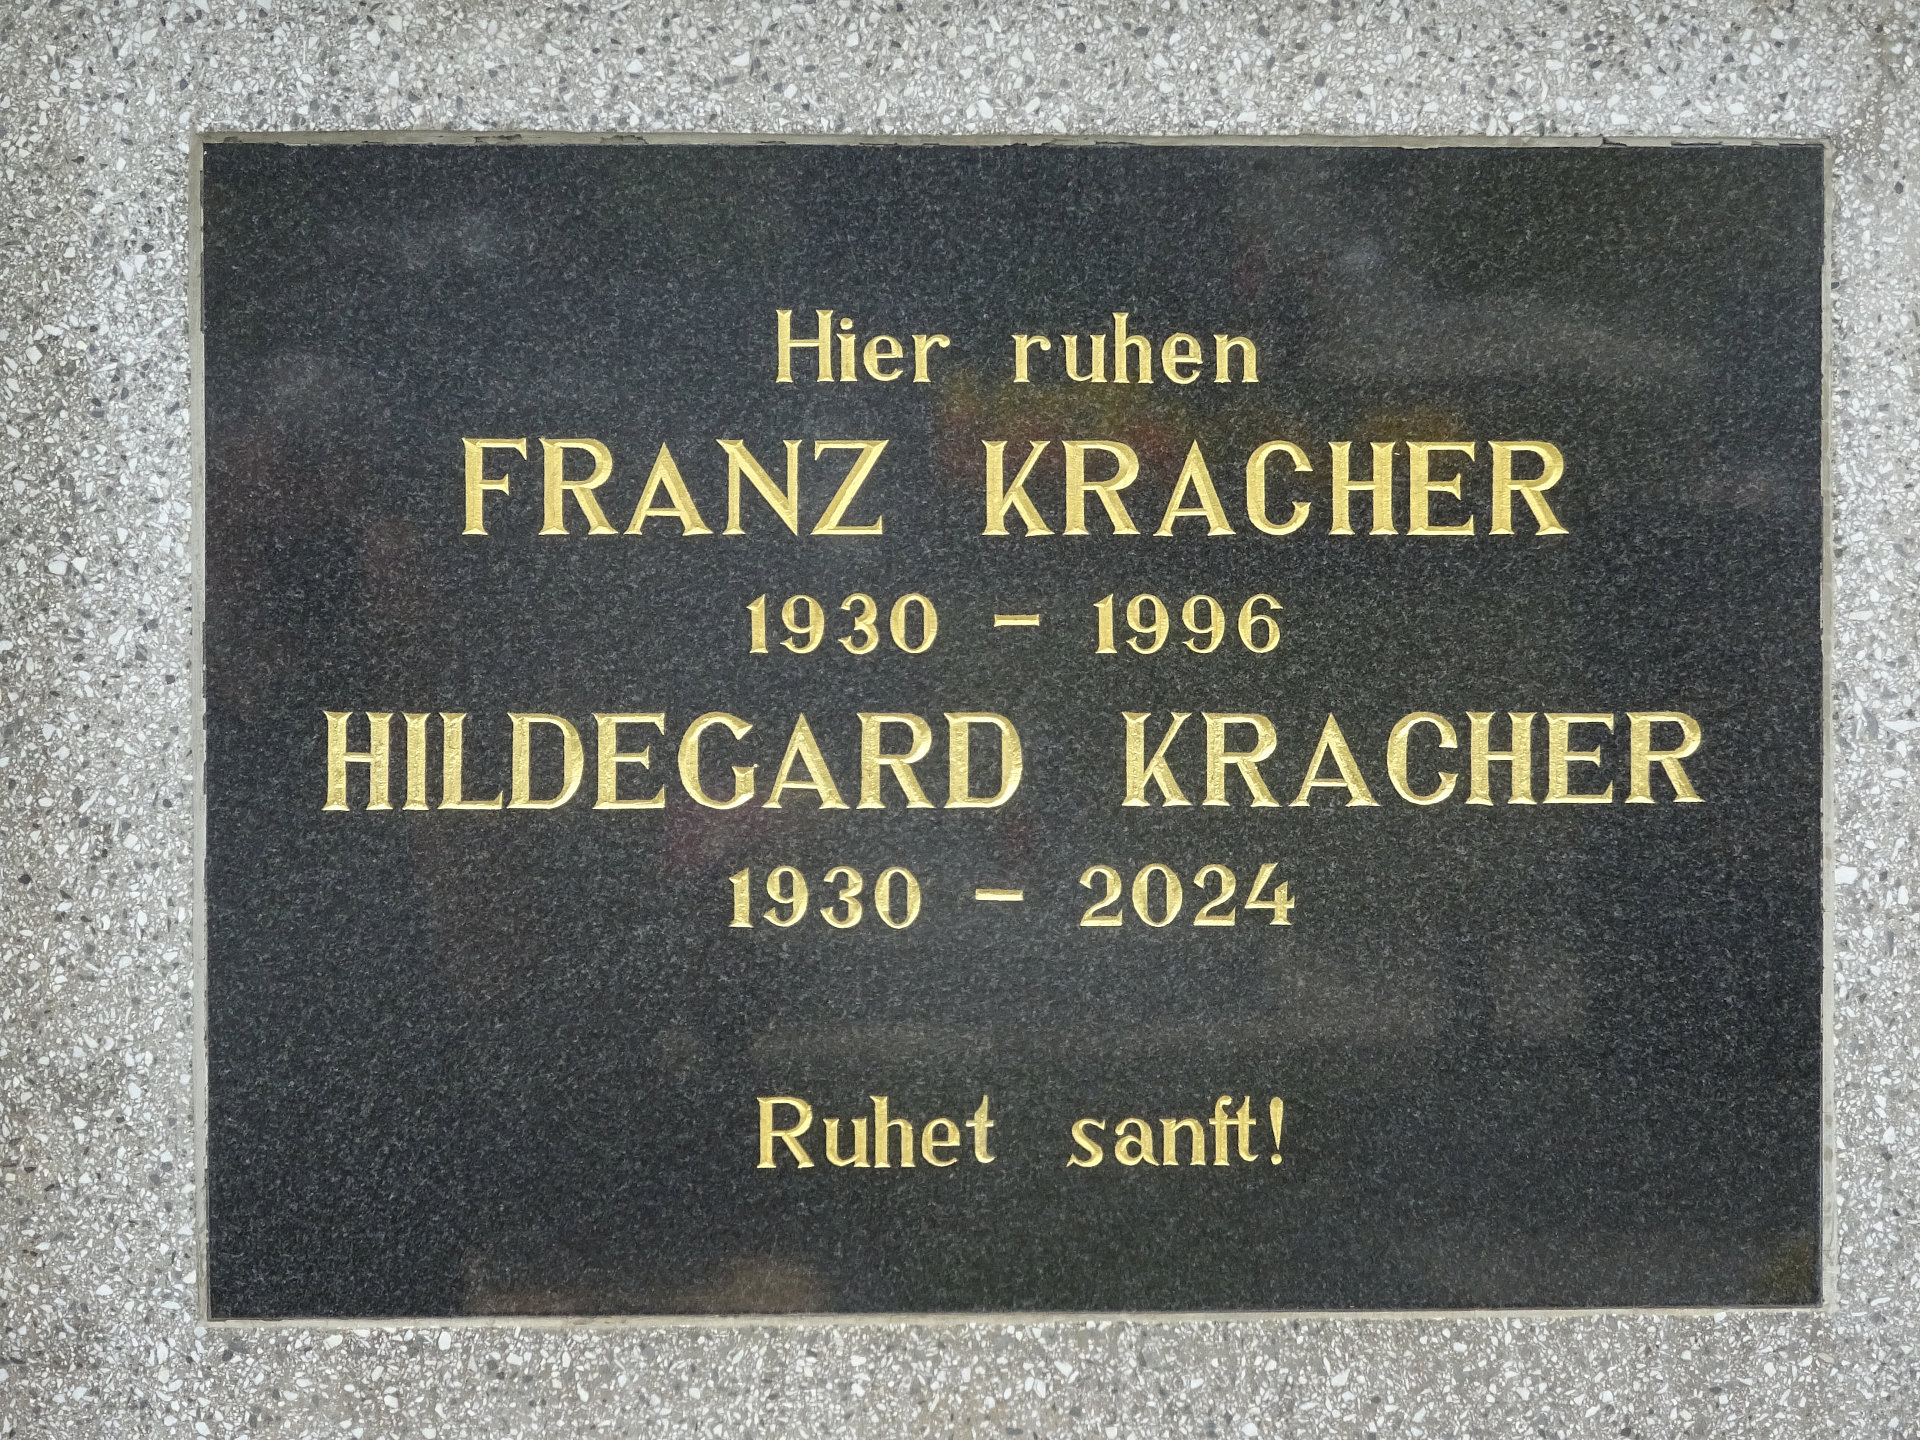 Hier ruhen
FRANZ KRACHER
1930 – 1996
HILDEGARD KRACHER
1930 – 2024
Ruhet sanft!